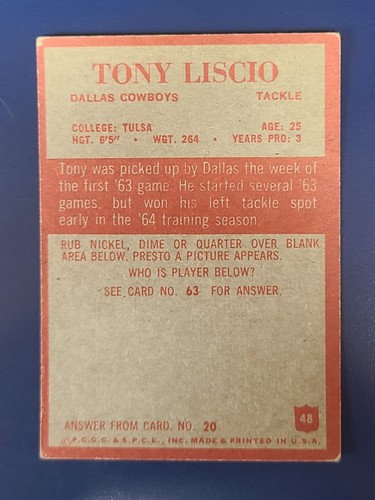 TONY LISCIO
DALLAS COWBOYS TACKLE
COLLEGE: TULSA AGE: 25
HGT. 6'5" • WGT. 264 • YEARS PRO: 3
Tony was picked up by Dallas the week of
the first '63 game. He started several '63
games, but won his left tackle spot
early in the '64 training season.
RUB NICKEL, DIME OR QUARTER OVER BLANK
AREA BELOW. PRESTO A PICTURE APPEARS.
WHO IS PLAYER BELOW?
SEE CARD NO. 63 FOR ANSWER.
ANSWER FROM CARD. NO. 20
48
P.C.G.C. & S.P.C.E., INC. MADE & PRINTED IN U.S.A.